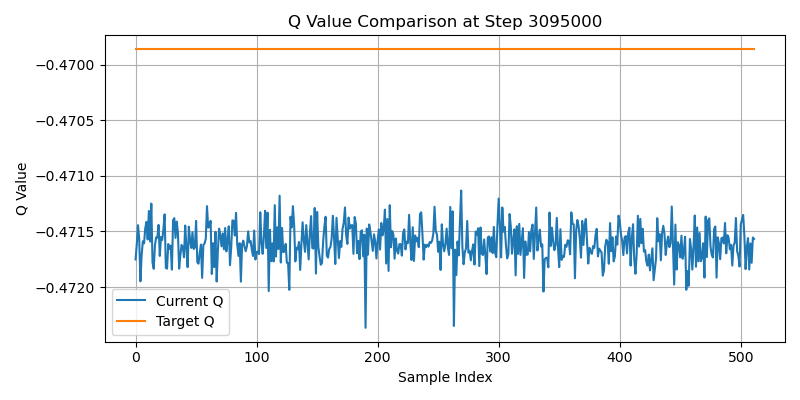 Q Value Comparison at Step 3095000
Q Value
−0.4700
−0.4705
−0.4710
−0.4715
−0.4720
Current Q
Target Q
0 100 200 300 400 500
Sample Index